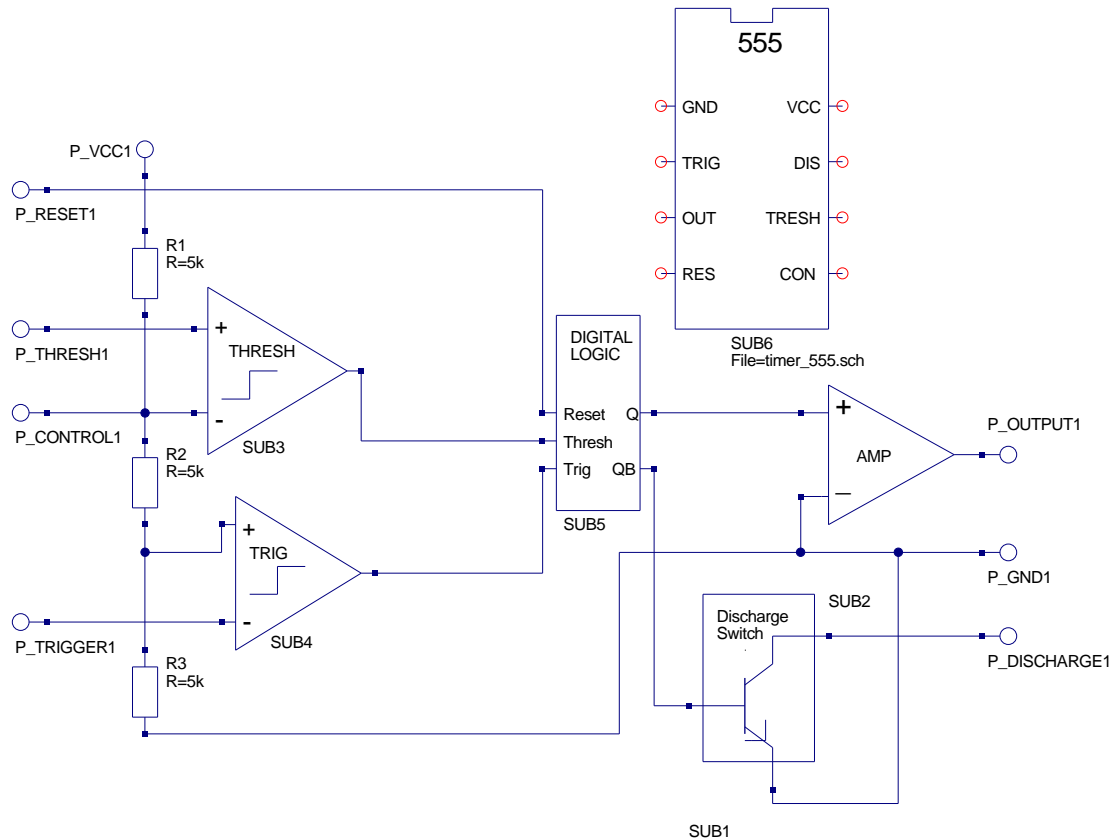 555
GND
VCC
TRIG
DIS
OUT
TRESH
RES
CON
SUB6
File=timer_555.sch
P_VCC1
P_RESET1
R1
R=5k
P_THRESH1
+
THRESH
-
SUB3
P_CONTROL1
R2
R=5k
+
TRIG
-
SUB4
P_TRIGGER1
R3
R=5k
DIGITAL
LOGIC
Reset Q
Thresh
Trig QB
SUB5
+
AMP
—
P_OUTPUT1
P_GND1
SUB2
Discharge
Switch
P_DISCHARGE1
SUB1